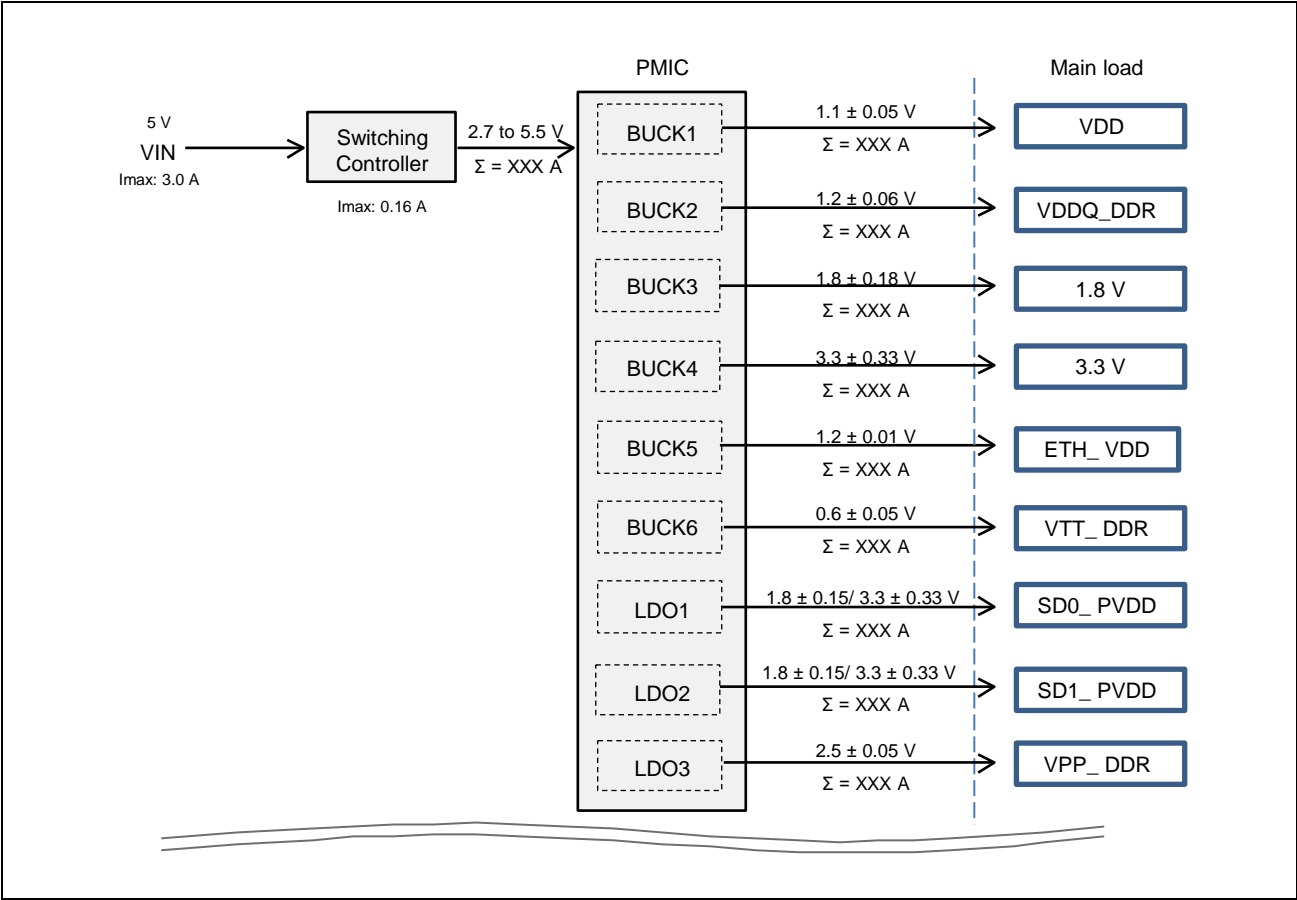 PMIC
Main load
5 V
VIN
Imax: 3.0 A
Switching
Controller
Imax: 0.16 A
2.7 to 5.5 V
Σ = XXX A
BUCK1
1.1 ± 0.05 V
Σ = XXX A
VDD
BUCK2
1.2 ± 0.06 V
Σ = XXX A
VDDQ_DDR
BUCK3
1.8 ± 0.18 V
Σ = XXX A
1.8 V
BUCK4
3.3 ± 0.33 V
Σ = XXX A
3.3 V
BUCK5
1.2 ± 0.01 V
Σ = XXX A
ETH_ VDD
BUCK6
0.6 ± 0.05 V
Σ = XXX A
VTT_ DDR
LDO1
1.8 ± 0.15/ 3.3 ± 0.33 V
Σ = XXX A
SD0_ PVDD
LDO2
1.8 ± 0.15/ 3.3 ± 0.33 V
Σ = XXX A
SD1_ PVDD
LDO3
2.5 ± 0.05 V
Σ = XXX A
VPP_ DDR